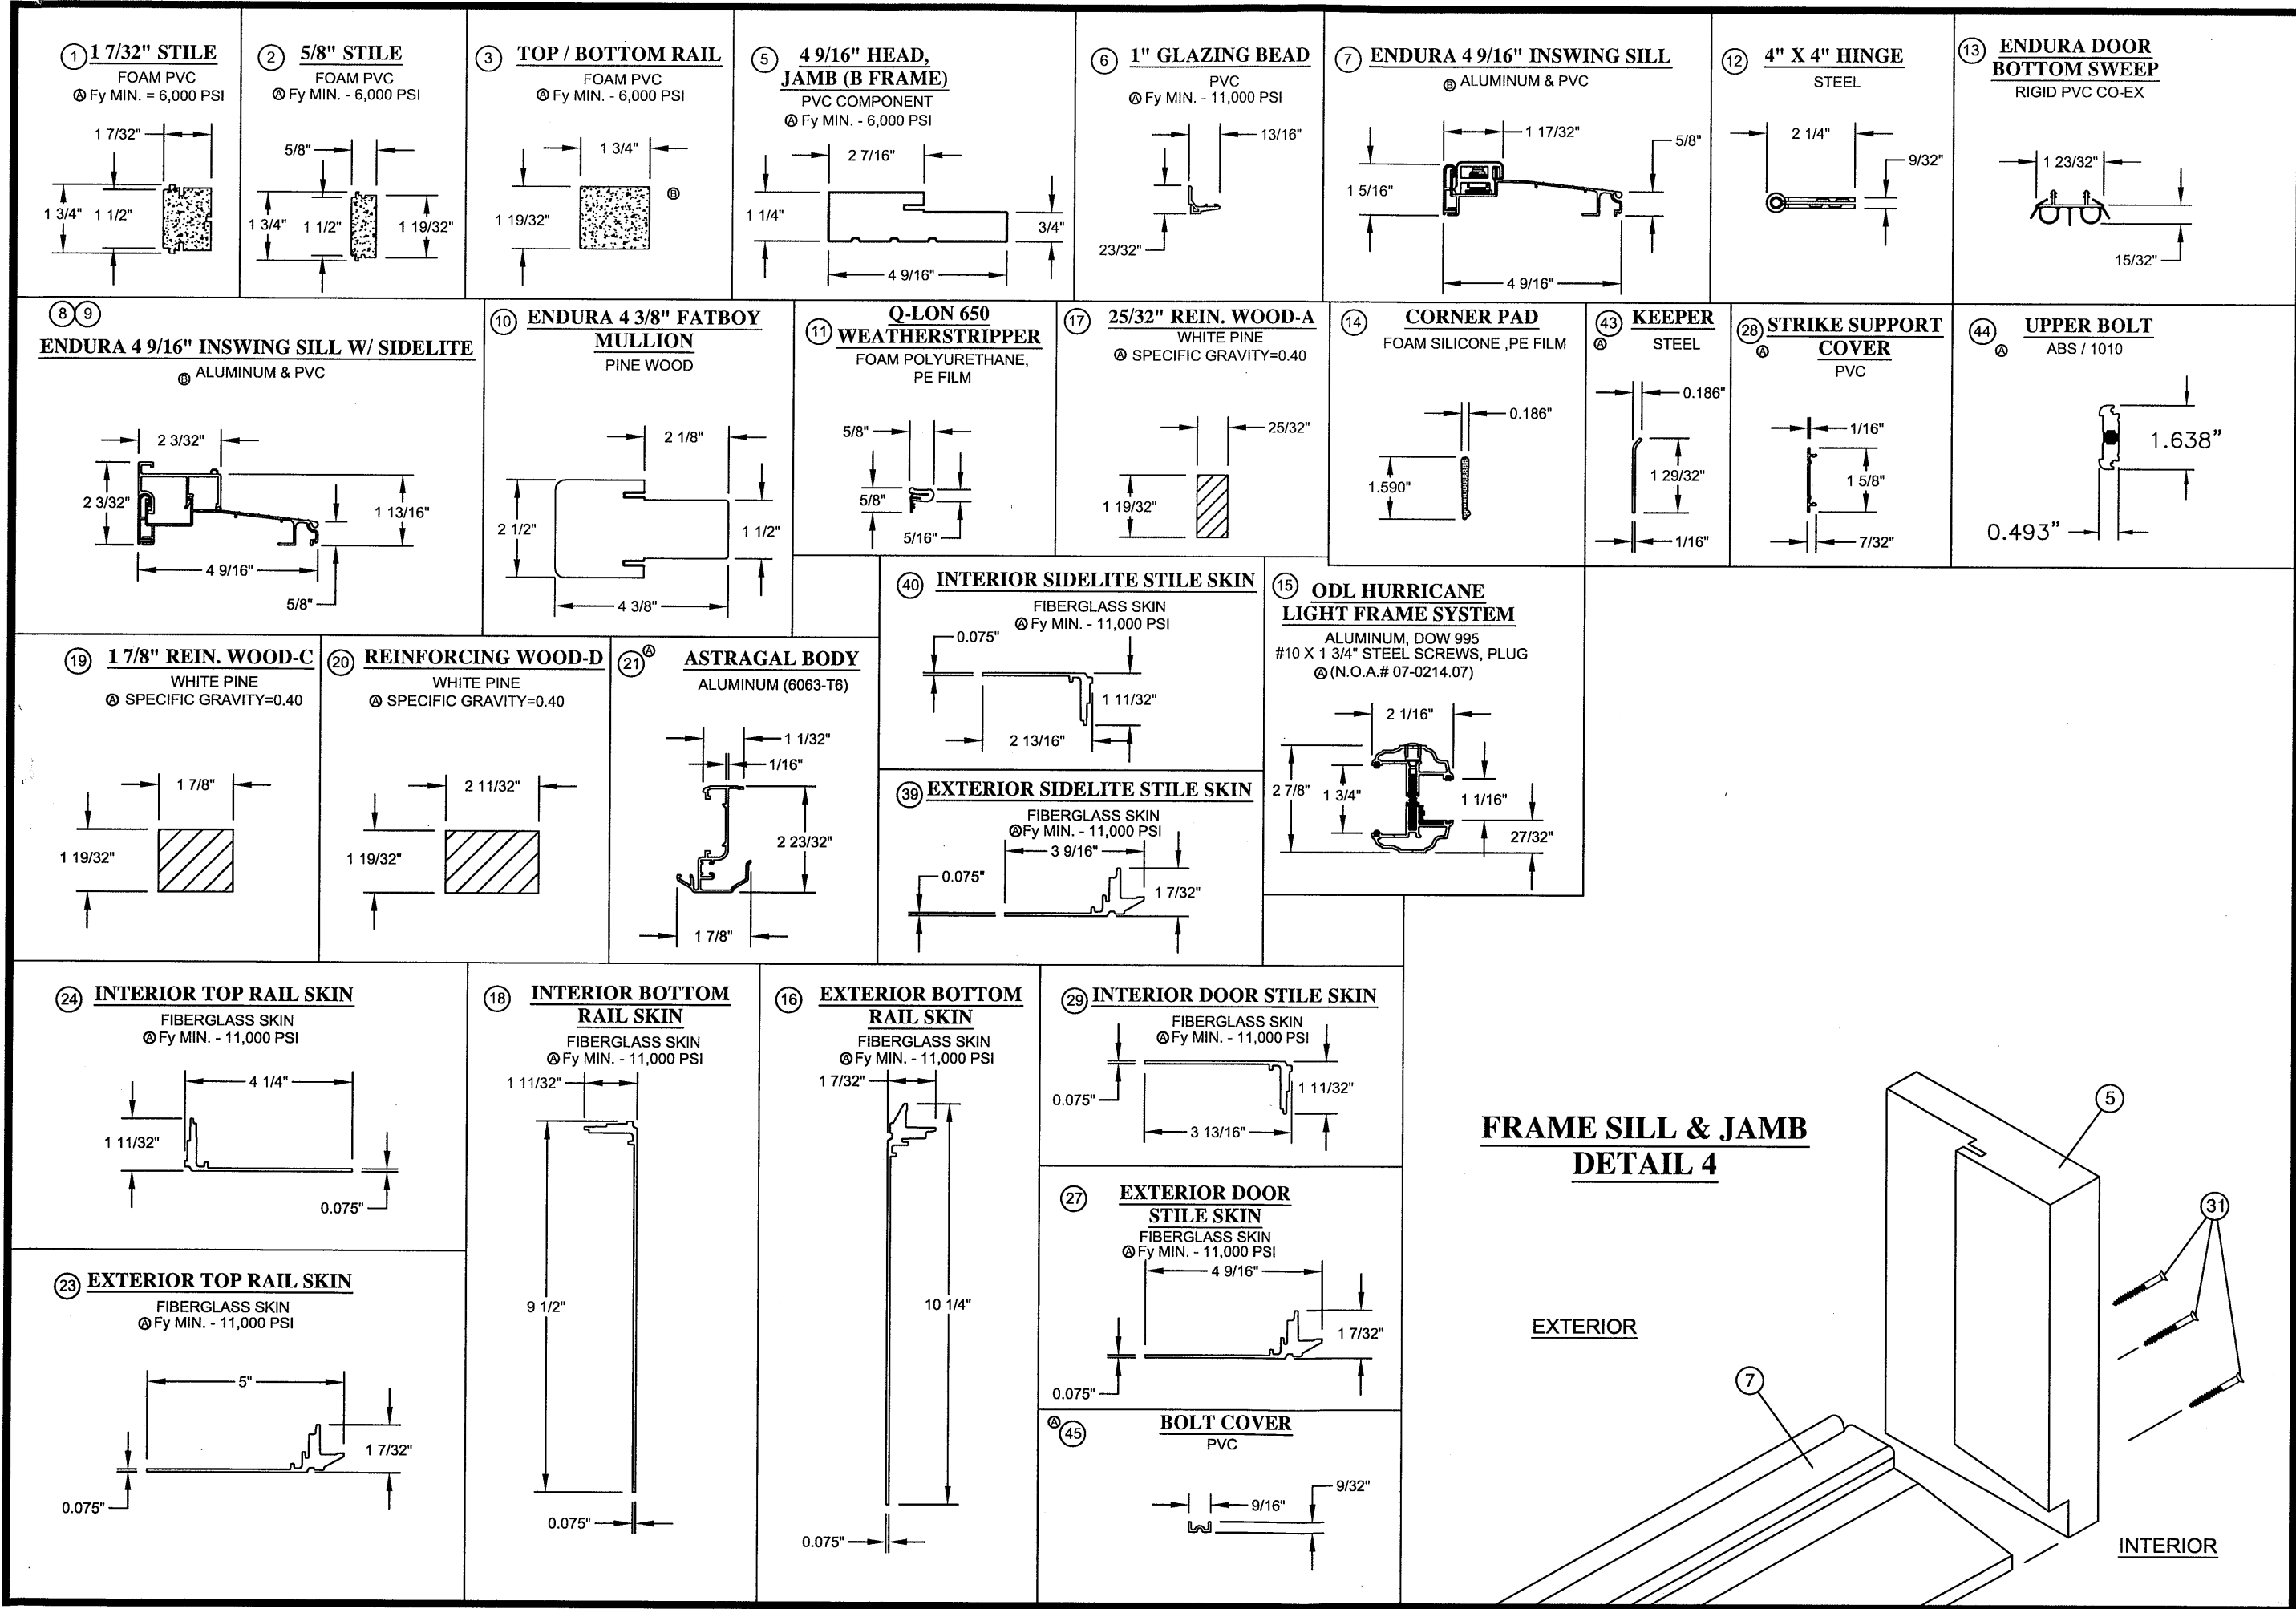 1 1 7/32" STILE
FOAM PVC
Ⓐ Fy MIN. = 6,000 PSI
1 7/32"
1 3/4" 1 1/2"
2 5/8" STILE
FOAM PVC
Ⓐ Fy MIN. - 6,000 PSI
5/8"
1 3/4" 1 1/2" 1 19/32"
3 TOP / BOTTOM RAIL
FOAM PVC
Ⓐ Fy MIN. - 6,000 PSI
1 3/4"
Ⓑ
1 19/32"
5 4 9/16" HEAD,
JAMB (B FRAME)
PVC COMPONENT
Ⓐ Fy MIN. - 6,000 PSI
2 7/16"
1 1/4" 3/4"
4 9/16"
6 1" GLAZING BEAD
PVC
Ⓐ Fy MIN. - 11,000 PSI
13/16"
23/32"
7 ENDURA 4 9/16" INSWING SILL
Ⓑ ALUMINUM & PVC
1 17/32"
5/8"
1 5/16"
4 9/16"
12 4" X 4" HINGE
STEEL
2 1/4"
9/32"
13 ENDURA DOOR
BOTTOM SWEEP
RIGID PVC CO-EX
1 23/32"
15/32"
8 9
ENDURA 4 9/16" INSWING SILL W/ SIDELITE
Ⓑ ALUMINUM & PVC
2 3/32"
2 3/32" 1 13/16"
4 9/16"
5/8"
10 ENDURA 4 3/8" FATBOY
MULLION
PINE WOOD
2 1/8"
2 1/2" 1 1/2"
4 3/8"
11 Q-LON 650
WEATHERSTRIPPER
FOAM POLYURETHANE,
PE FILM
5/8"
5/8"
5/16"
17 25/32" REIN. WOOD-A
WHITE PINE
Ⓐ SPECIFIC GRAVITY=0.40
25/32"
1 19/32"
14 CORNER PAD
FOAM SILICONE ,PE FILM
0.186"
1.590"
43 KEEPER
Ⓐ STEEL
0.186"
1 29/32"
1/16"
28 STRIKE SUPPORT
Ⓐ COVER
PVC
1/16"
1 5/8"
7/32"
44 UPPER BOLT
Ⓐ ABS / 1010
1.638"
0.493"
19 1 7/8" REIN. WOOD-C
WHITE PINE
Ⓐ SPECIFIC GRAVITY=0.40
1 7/8"
1 19/32"
20 REINFORCING WOOD-D
WHITE PINE
Ⓐ SPECIFIC GRAVITY=0.40
2 11/32"
1 19/32"
21 Ⓐ ASTRAGAL BODY
ALUMINUM (6063-T6)
1 1/32"
1/16"
2 23/32"
1 7/8"
40 INTERIOR SIDELITE STILE SKIN
FIBERGLASS SKIN
Ⓐ Fy MIN. - 11,000 PSI
0.075"
1 11/32"
2 13/16"
39 EXTERIOR SIDELITE STILE SKIN
FIBERGLASS SKIN
ⒶFy MIN. - 11,000 PSI
3 9/16"
0.075"
1 7/32"
15 ODL HURRICANE
LIGHT FRAME SYSTEM
ALUMINUM, DOW 995
#10 X 1 3/4" STEEL SCREWS, PLUG
Ⓐ (N.O.A.# 07-0214.07)
2 1/16"
2 7/8" 1 3/4" 1 1/16"
27/32"
24 INTERIOR TOP RAIL SKIN
FIBERGLASS SKIN
Ⓐ Fy MIN. - 11,000 PSI
4 1/4"
1 11/32"
0.075"
23 EXTERIOR TOP RAIL SKIN
FIBERGLASS SKIN
Ⓐ Fy MIN. - 11,000 PSI
5"
1 7/32"
0.075"
18 INTERIOR BOTTOM
RAIL SKIN
FIBERGLASS SKIN
Ⓐ Fy MIN. - 11,000 PSI
1 11/32"
9 1/2"
0.075"
16 EXTERIOR BOTTOM
RAIL SKIN
FIBERGLASS SKIN
Ⓐ Fy MIN. - 11,000 PSI
1 7/32"
10 1/4"
0.075"
29 INTERIOR DOOR STILE SKIN
FIBERGLASS SKIN
Ⓐ Fy MIN. - 11,000 PSI
1 11/32"
0.075"
3 13/16"
27 EXTERIOR DOOR
STILE SKIN
FIBERGLASS SKIN
Ⓐ Fy MIN. - 11,000 PSI
4 9/16"
1 7/32"
0.075"
Ⓐ 45 BOLT COVER
PVC
9/32"
9/16"
FRAME SILL & JAMB
DETAIL 4
5
31
EXTERIOR
7
INTERIOR